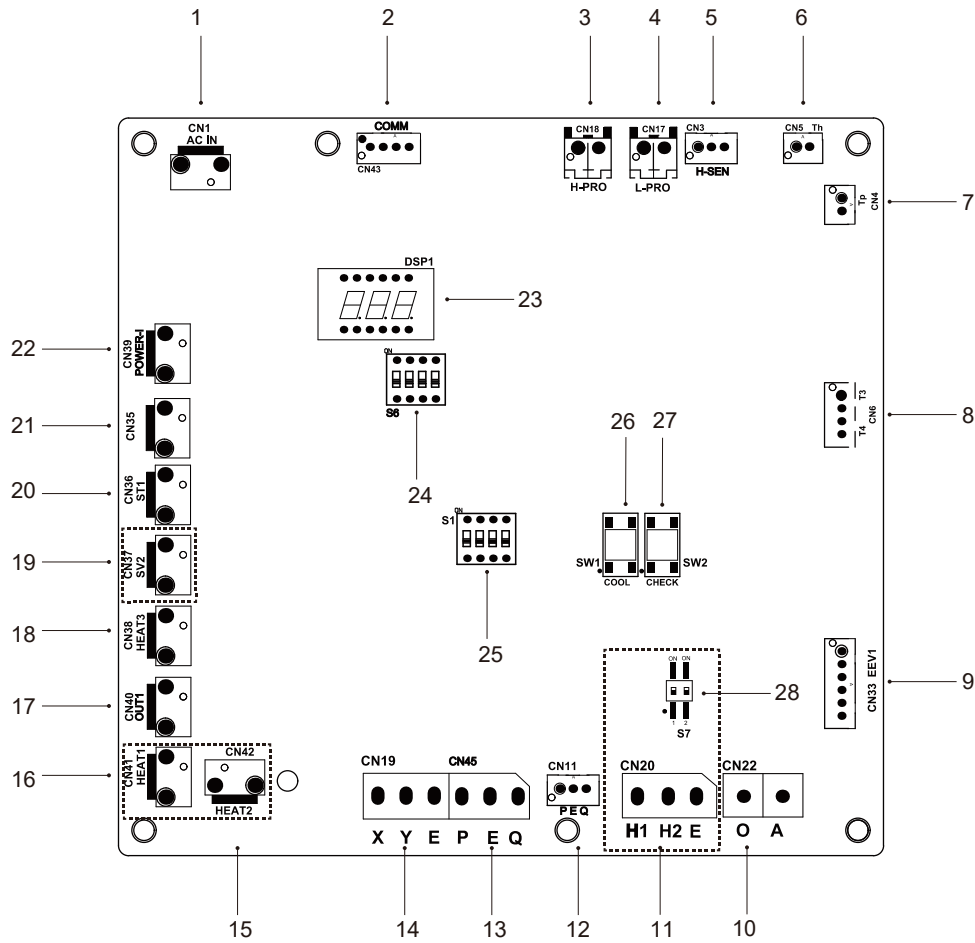 1
2
3
4
5
6
CN1
AC IN
COMM
CN43
CN18
H-PRO
CN17
L-PRO
CN3
H-SEN
CN5 Th
Tp
CN4
7
DSP1
23
22
CN39
POWER-I
ON
S6
24
T3
T4
CN6
8
21
CN35
26
27
20
CN36
ST1
ON
S1
25
SW1
COOL
SW2
CHECK
19
CN37
SV2
18
CN38
HEAT3
ON ON
1 2
S7
28
EEV1
CN33
9
17
CN40
OUT1
16
CN41
HEAT1
CN42
HEAT2
CN19
CN45
X Y E P E Q
CN11
P E Q
CN20
H1 H2 E
CN22
O A
15
14
13
12
11
10